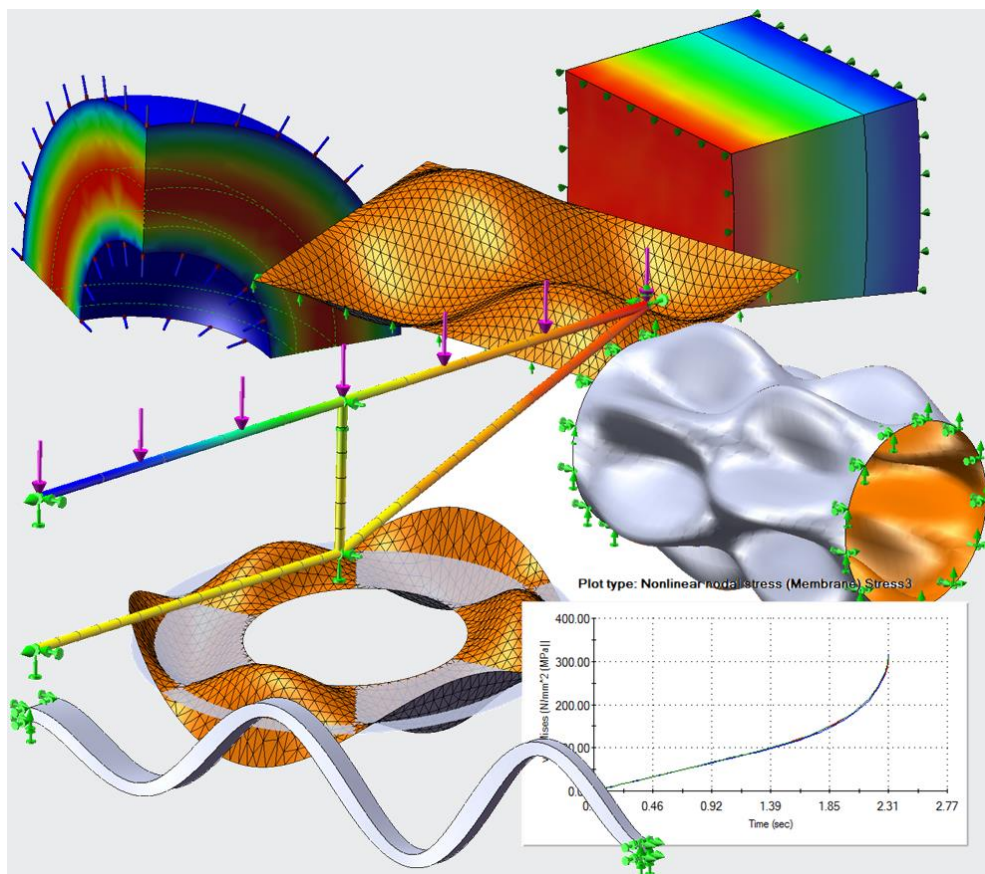 Plot type: Nonlinear nodal stress (Membrane) Stress3
400.00
300.00
200.00
Mises (N/mm^2 (MPa))
0.46 0.92 1.39 1.85 2.31 2.77
Time (sec)